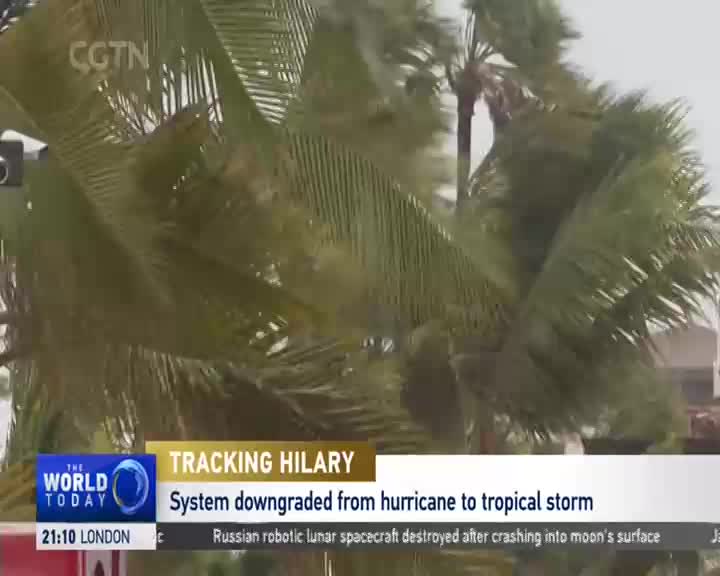 CGTN
TRACKING HILARY
THE
WORLD
TODAY
System downgraded from hurricane to tropical storm
21:10 LONDON
c Russian robotic lunar spacecraft destroyed after crashing into moon's surface